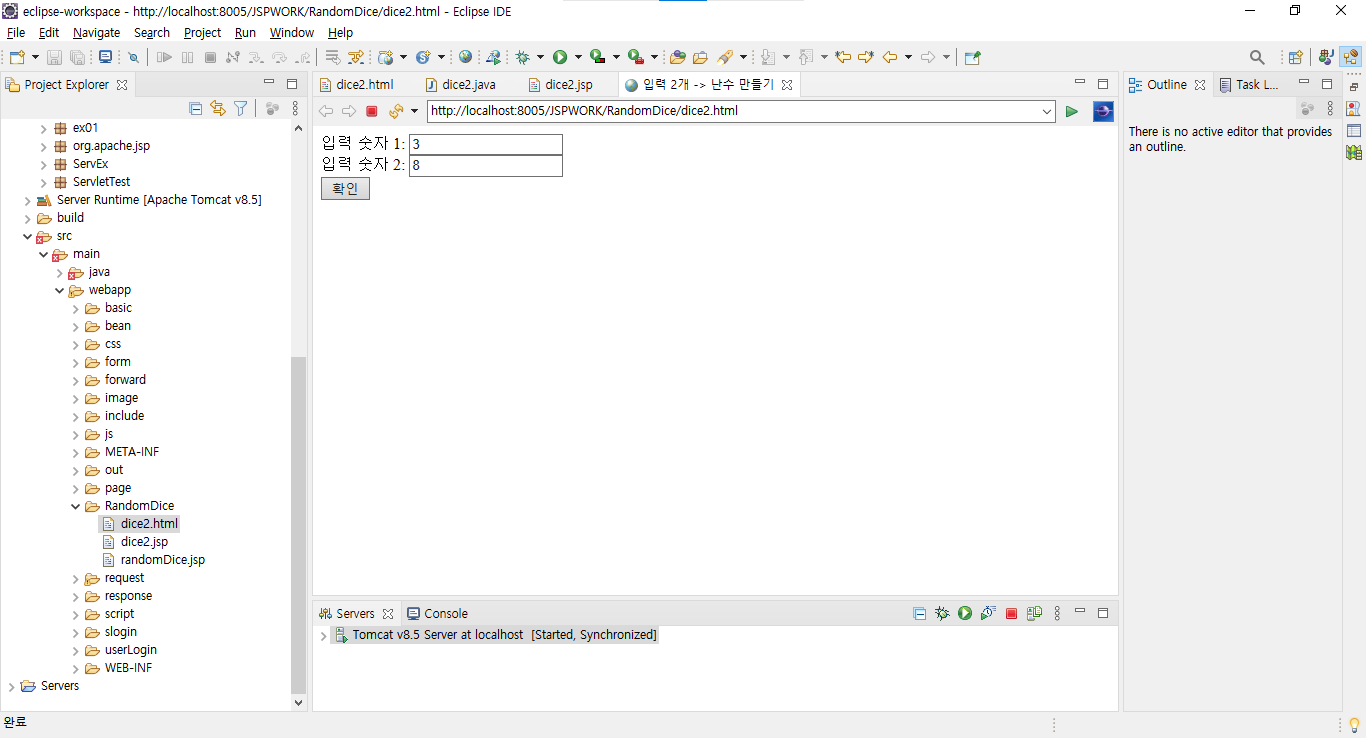 eclipse-workspace - http://localhost:8005/JSPWORK/RandomDice/dice2.html - Eclipse IDE
File Edit Navigate Search Project Run Window Help
Project Explorer
ex01
org.apache.jsp
ServEx
ServletTest
Server Runtime [Apache Tomcat v8.5]
build
src
main
java
webapp
basic
bean
css
form
forward
image
include
js
META-INF
out
page
RandomDice
dice2.html
dice2.jsp
randomDice.jsp
request
response
script
slogin
userLogin
WEB-INF
Servers
dice2.html dice2.java dice2.jsp 입력 2개 -> 난수 만들기
http://localhost:8005/JSPWORK/RandomDice/dice2.html
입력 숫자 1: 3
입력 숫자 2: 8
확인
Servers Console
Tomcat v8.5 Server at localhost [Started, Synchronized]
Outline Task L...
There is no active editor that provides
an outline.
완료